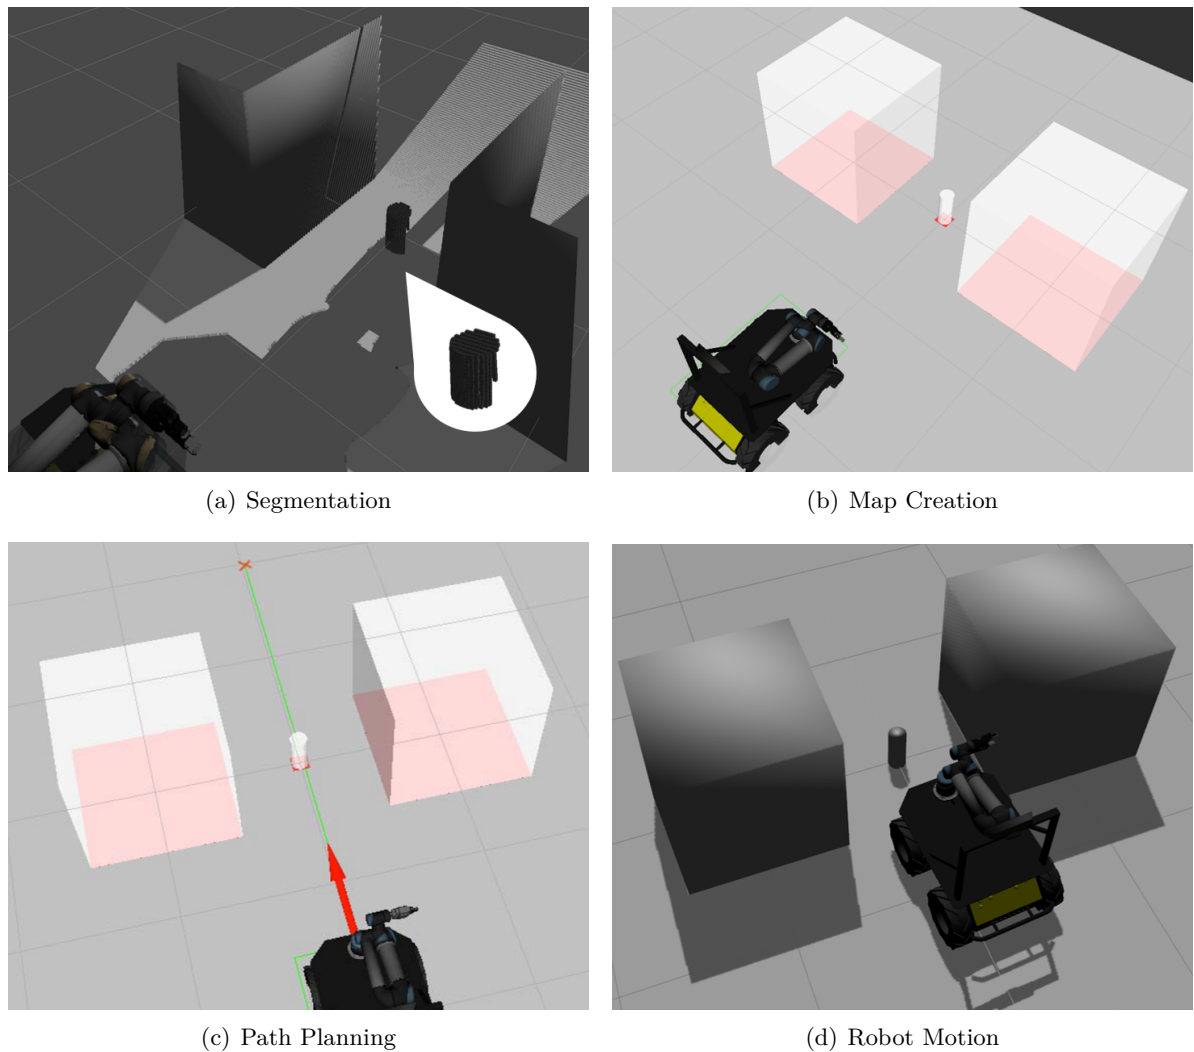 (a) Segmentation
(b) Map Creation
(c) Path Planning
(d) Robot Motion